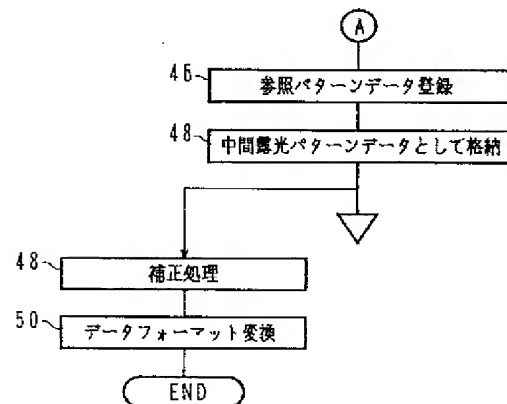 A
46 参照パターンデータ登録
48 中間露光パターンデータとして格納
48 補正処理
50 データフォーマット変換
END